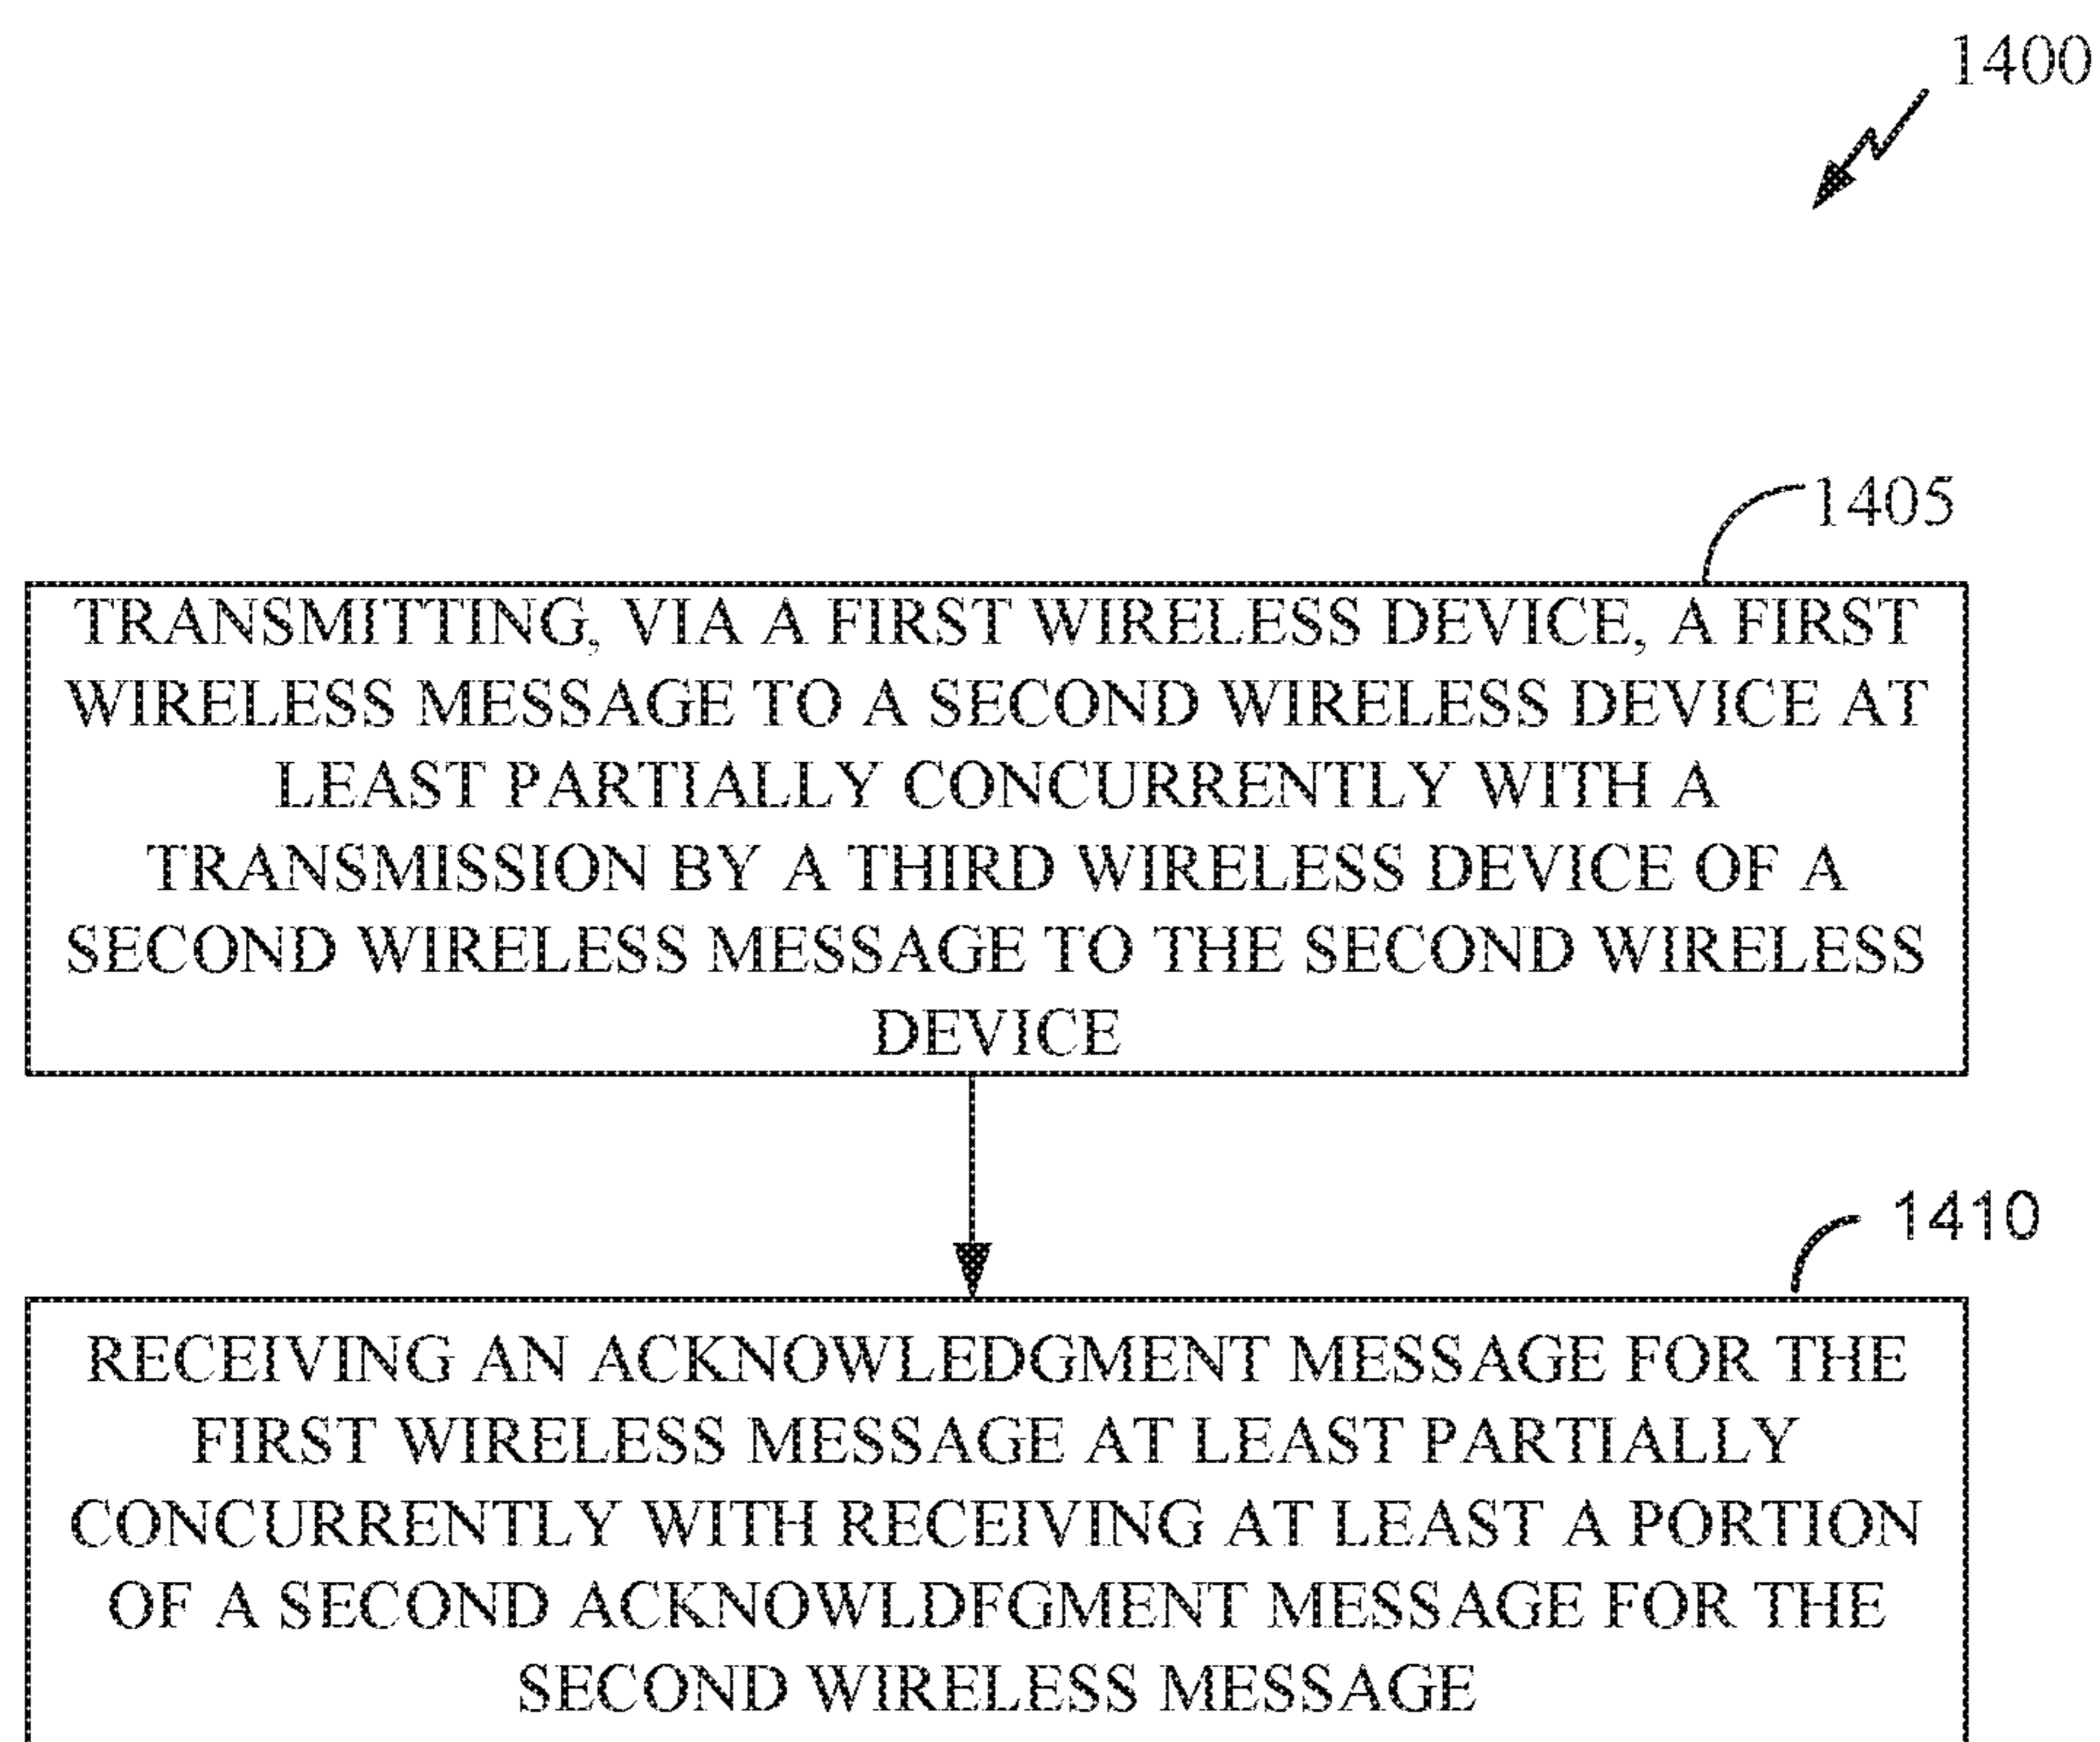 1400
1405
TRANSMITTING, VIA A FIRST WIRELESS DEVICE, A FIRST
WIRELESS MESSAGE TO A SECOND WIRELESS DEVICE AT
LEAST PARTIALLY CONCURRENTLY WITH A
TRANSMISSION BY A THIRD WIRELESS DEVICE OF A
SECOND WIRELESS MESSAGE TO THE SECOND WIRELESS
DEVICE
1410
RECEIVING AN ACKNOWLEDGMENT MESSAGE FOR THE
FIRST WIRELESS MESSAGE AT LEAST PARTIALLY
CONCURRENTLY WITH RECEIVING AT LEAST A PORTION
OF A SECOND ACKNOWLDFGMENT MESSAGE FOR THE
SECOND WIRELESS MESSAGE